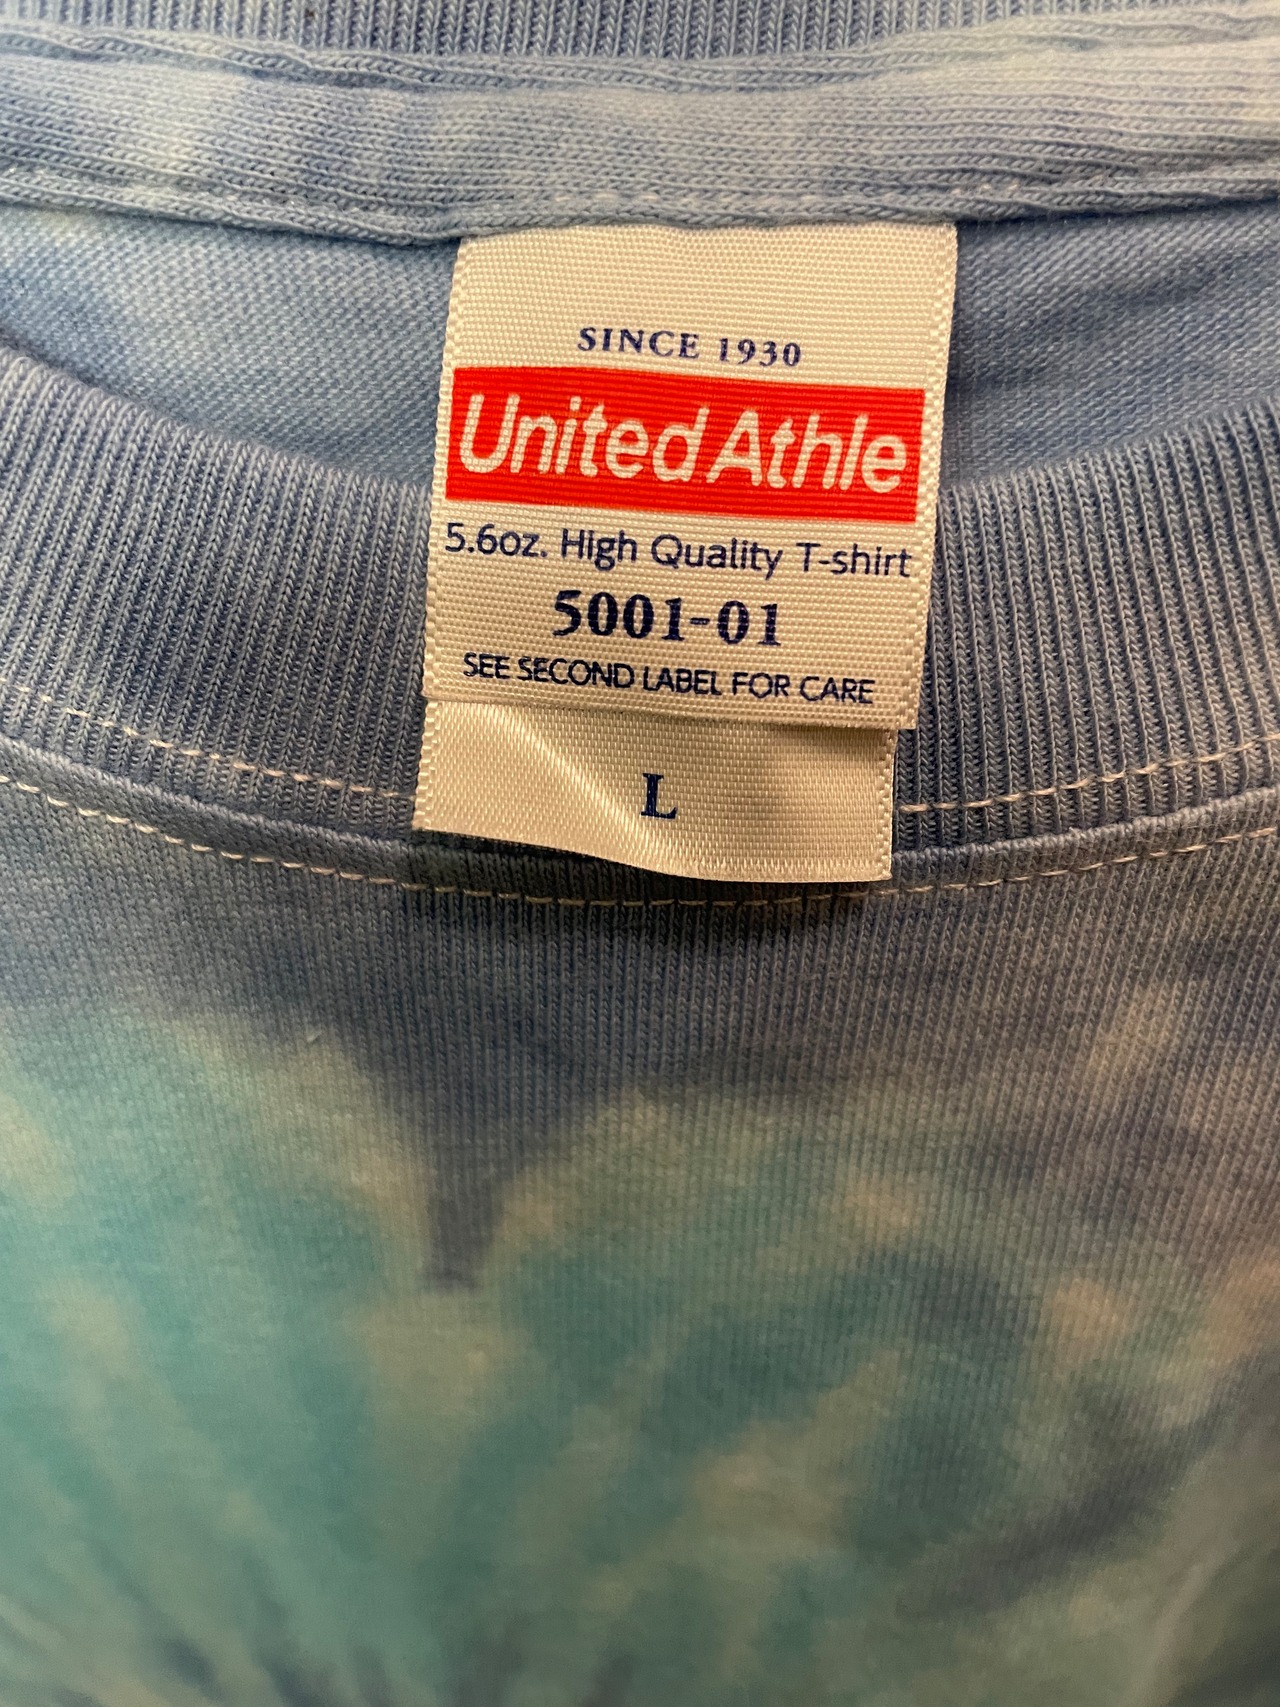 SINCE 1930
United Athle
5.6oz. High Quality T-shirt
5001-01
SEE SECOND LABEL FOR CARE
L